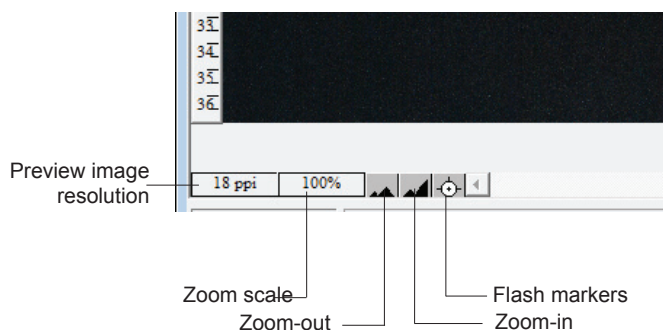 33
34
35
36
Preview image
resolution
18 ppi
100%
Zoom scale
Flash markers
Zoom-out
Zoom-in